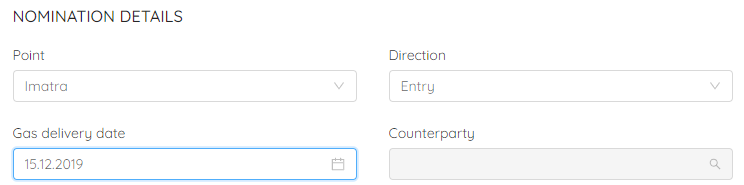 NOMINATION DETAILS
Point
Direction
Imatra
Entry
Gas delivery date
Counterparty
15.12.2019